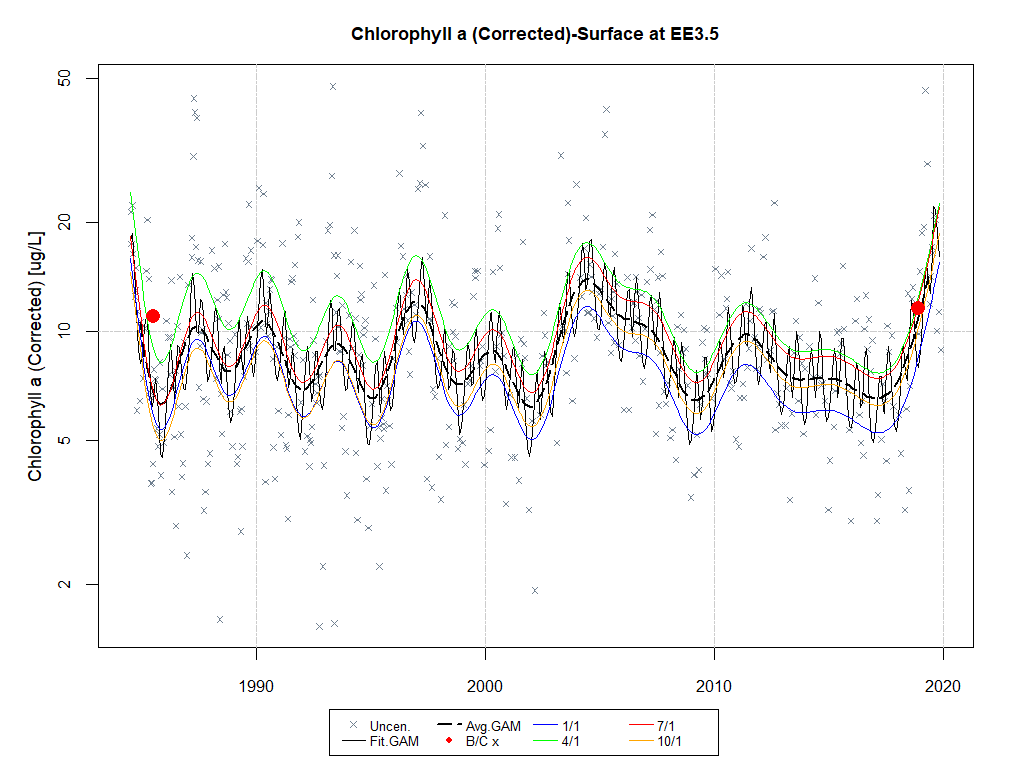 Chlorophyll a (Corrected)-Surface at EE3.5
Chlorophyll a (Corrected) [ug/L]
50
20
10
5
2
1990 2000 2010 2020
Uncen. Avg.GAM 1/1 7/1
Fit.GAM B/C x 4/1 10/1